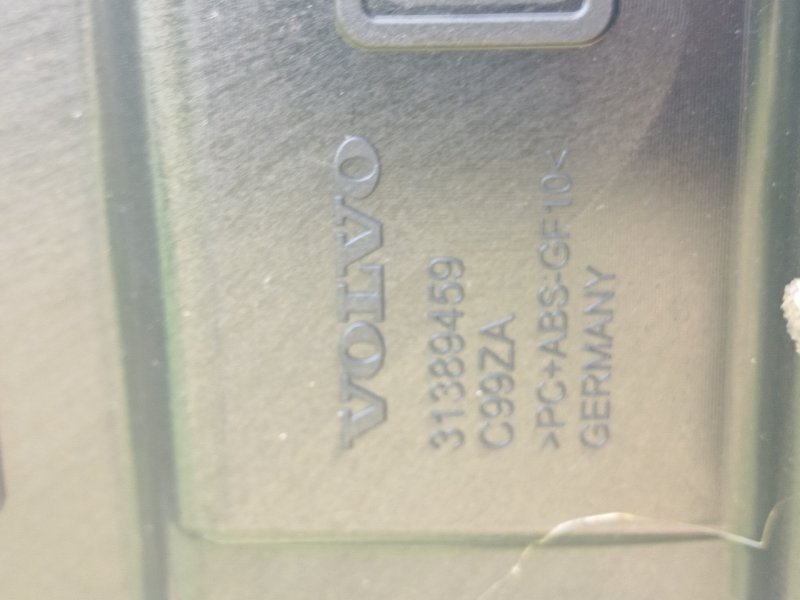 VOLVO
31389459
C99ZA
>PC+ABS-GF10<
GERMANY